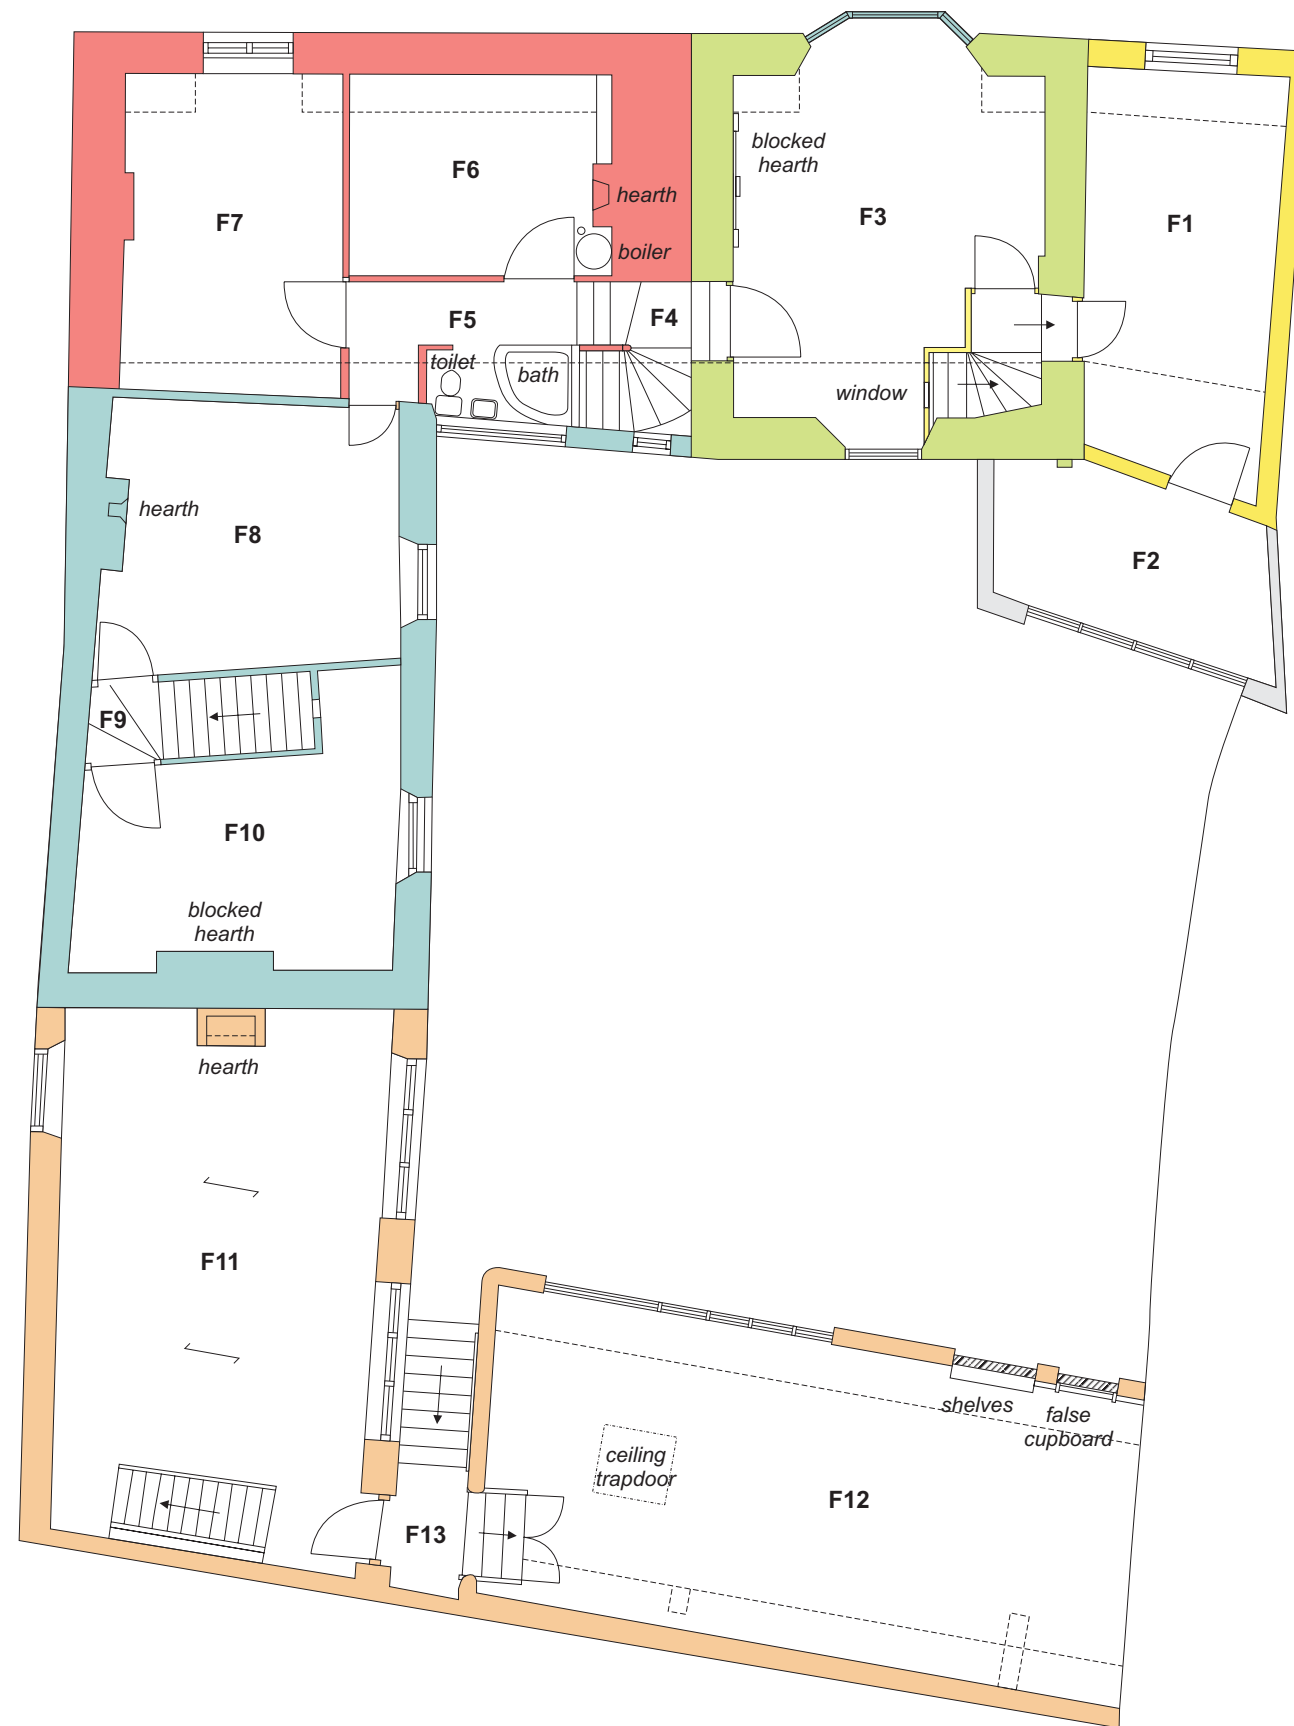 blocked
hearth
F6
hearth
F7
F3
F1
boiler
F5
F4
toilet
bath
window
hearth
F8
F2
F9
F10
blocked
hearth
hearth
F11
shelves
false
cupboard
ceiling
trapdoor
F12
F13